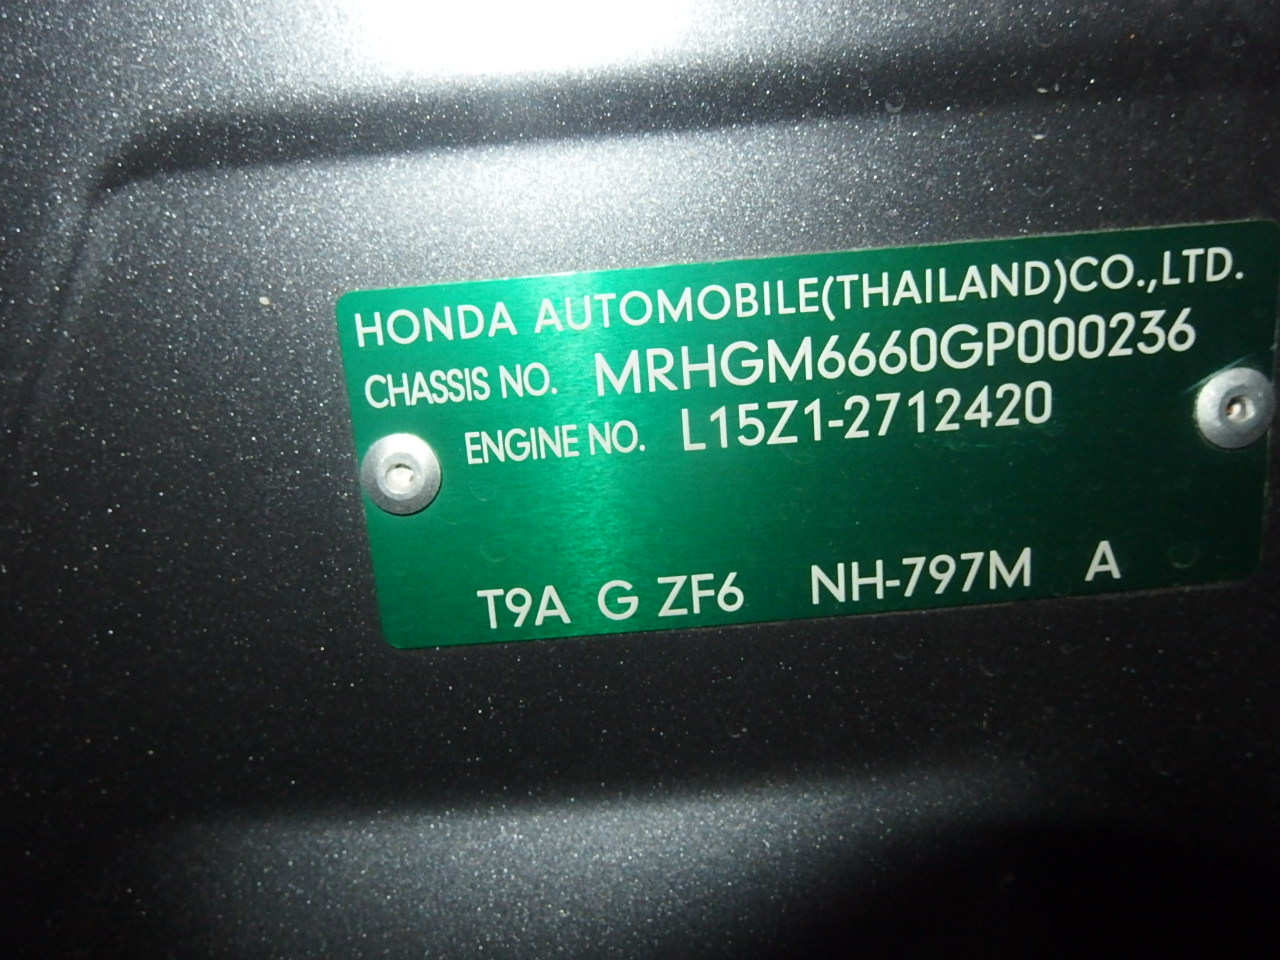 HONDA AUTOMOBILE(THAILAND)CO.,LTD.
CHASSIS NO. MRHGM6660GP000236
ENGINE NO. L15Z1-2712420
T9A G ZF6 NH-797M A